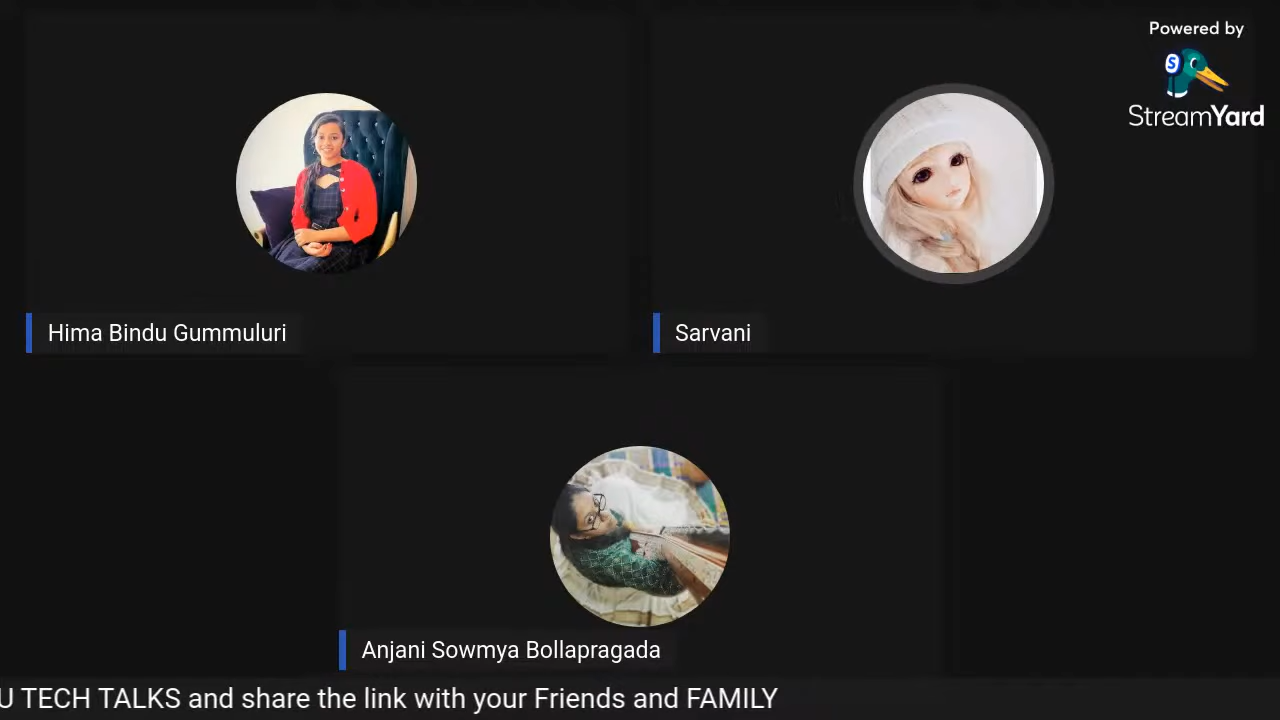 Powered by
StreamYard
Hima Bindu Gummuluri
Sarvani
Anjani Sowmya Bollapragada
U TECH TALKS and share the link with your Friends and FAMILY